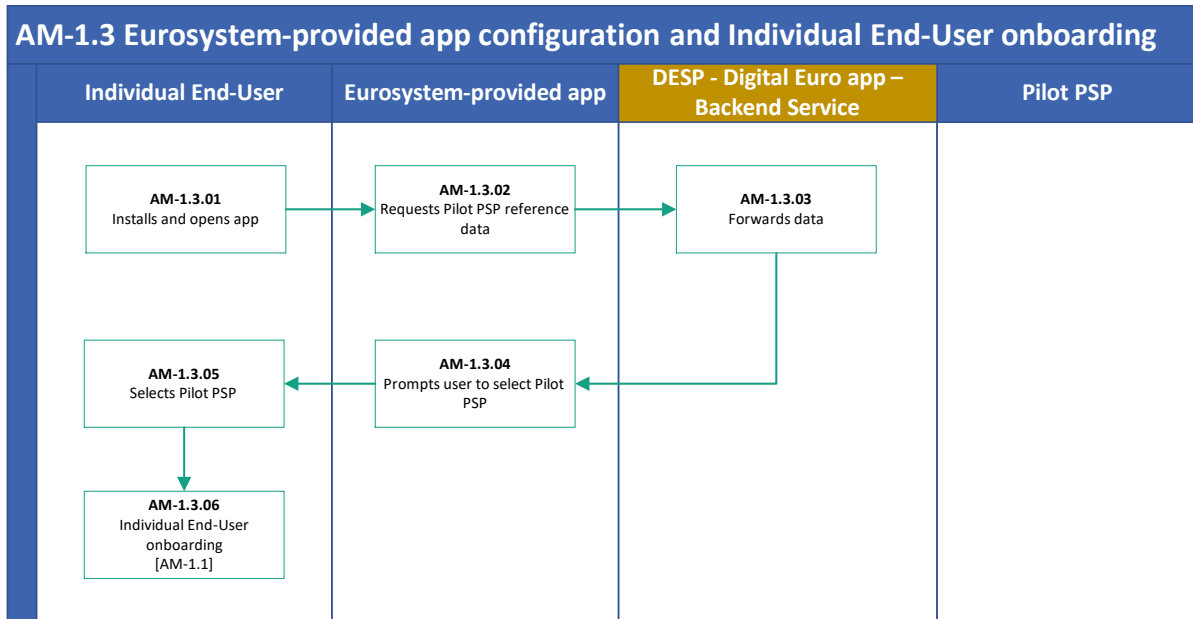 AM-1.3 Eurosystem-provided app configuration and Individual End-User onboarding
Individual End-User
Eurosystem-provided app
DESP - Digital Euro app –
Backend Service
Pilot PSP
AM-1.3.01
Installs and opens app
AM-1.3.02
Requests Pilot PSP reference
data
AM-1.3.03
Forwards data
AM-1.3.05
Selects Pilot PSP
AM-1.3.04
Prompts user to select Pilot
PSP
AM-1.3.06
Individual End-User
onboarding
[AM-1.1]